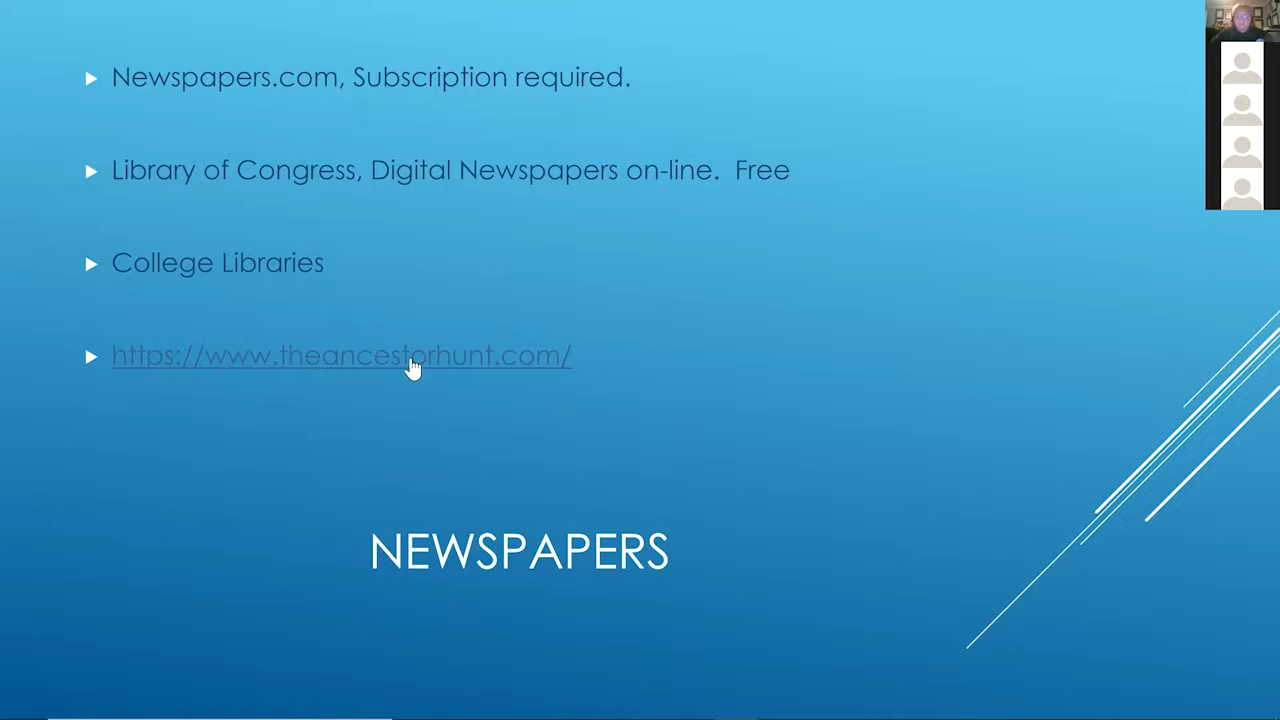 Newspapers.com, Subscription required.
Library of Congress, Digital Newspapers on-line.  Free
College Libraries
https://www.theancestorhunt.com/
NEWSPAPERS